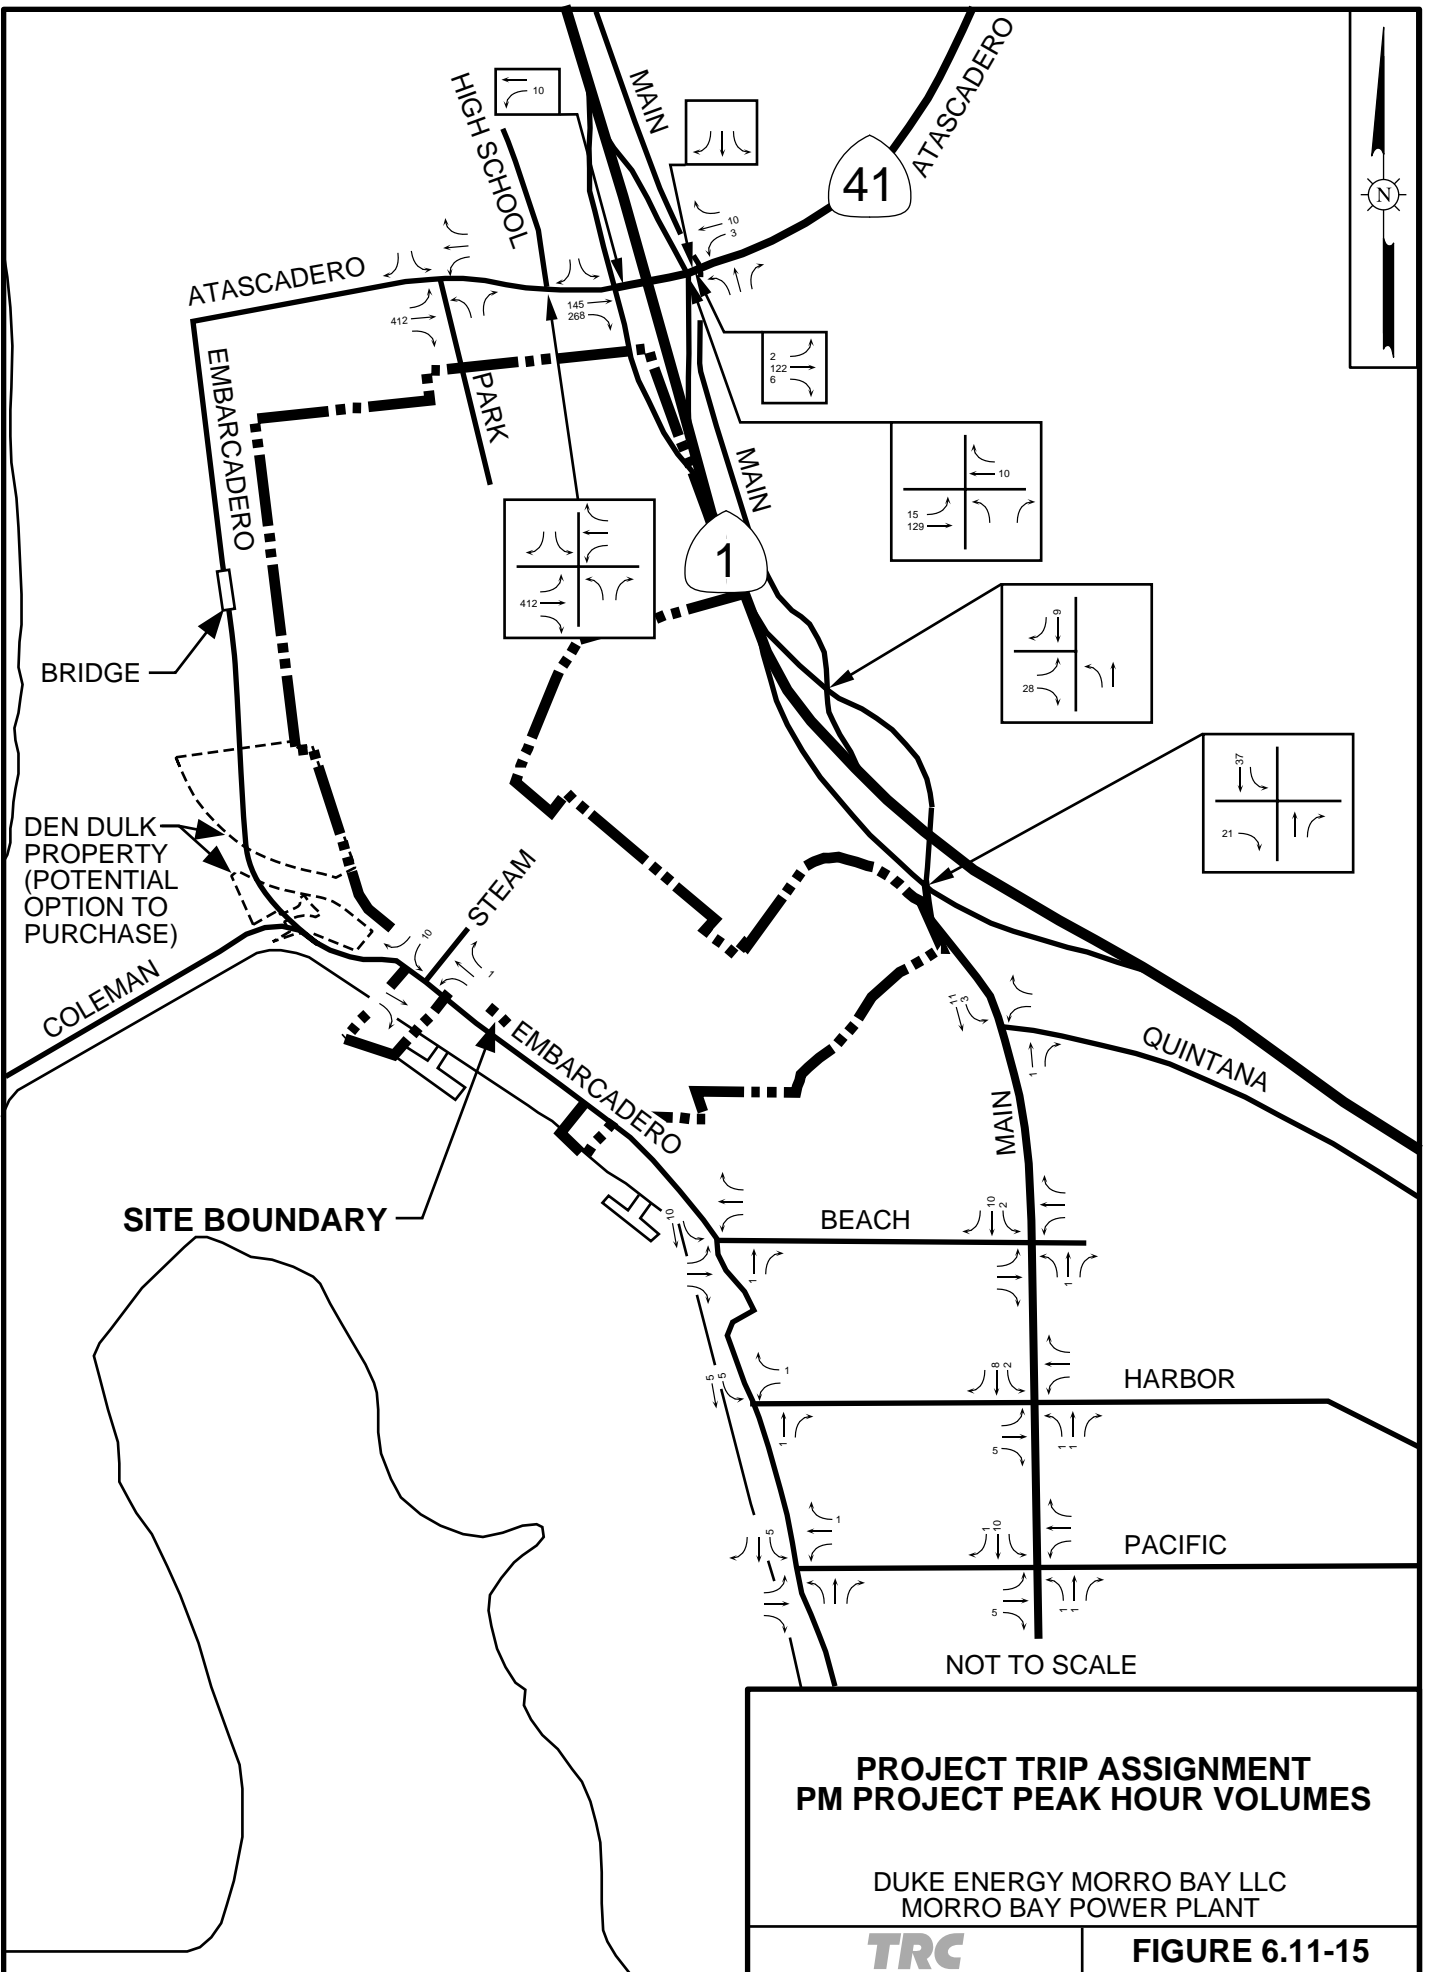 MAIN
ATASCADERO
HIGH SCHOOL
10
41
N
10
3
ATASCADERO
412
145
268
2
122
6
EMBARCADERO
PARK
MAIN
10
15
129
1
412
9
28
BRIDGE
37
21
DEN DULK
PROPERTY
(POTENTIAL
OPTION TO
PURCHASE)
STEAM
10
1
COLEMAN
EMBARCADERO
11
3
1
QUINTANA
MAIN
SITE BOUNDARY
10
1
BEACH
10
2
1
5
5
1
1
8
2
HARBOR
5
1
1
5
1
1
10
PACIFIC
5
1
1
NOT TO SCALE
PROJECT TRIP ASSIGNMENT
PM PROJECT PEAK HOUR VOLUMES
DUKE ENERGY MORRO BAY LLC
MORRO BAY POWER PLANT
TRC
FIGURE 6.11-15